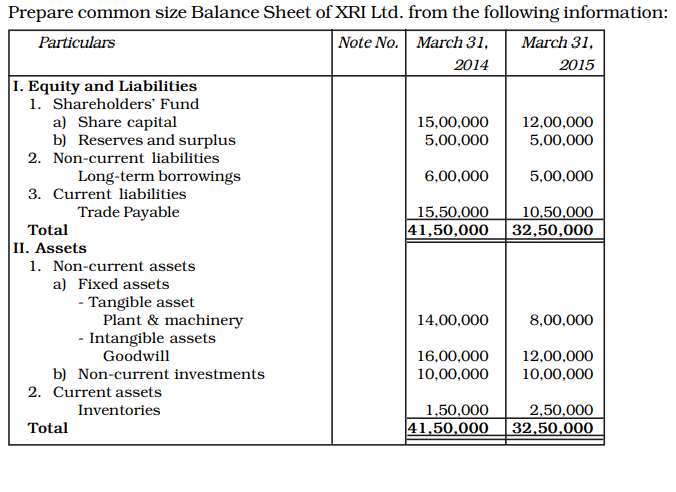 Prepare common size Balance Sheet of XRI Ltd. from the following information:
Particulars Note No. March 31, 2014 March 31, 2015
I. Equity and Liabilities
1. Shareholders' Fund
a) Share capital 15,00,000 12,00,000
b) Reserves and surplus 5,00,000 5,00,000
2. Non-current liabilities
Long-term borrowings 6,00,000 5,00,000
3. Current liabilities
Trade Payable 15,50,000 10,50,000
Total 41,50,000 32,50,000
II. Assets
1. Non-current assets
a) Fixed assets
- Tangible asset
Plant & machinery 14,00,000 8,00,000
- Intangible assets
Goodwill 16,00,000 12,00,000
b) Non-current investments 10,00,000 10,00,000
2. Current assets
Inventories 1,50,000 2,50,000
Total 41,50,000 32,50,000